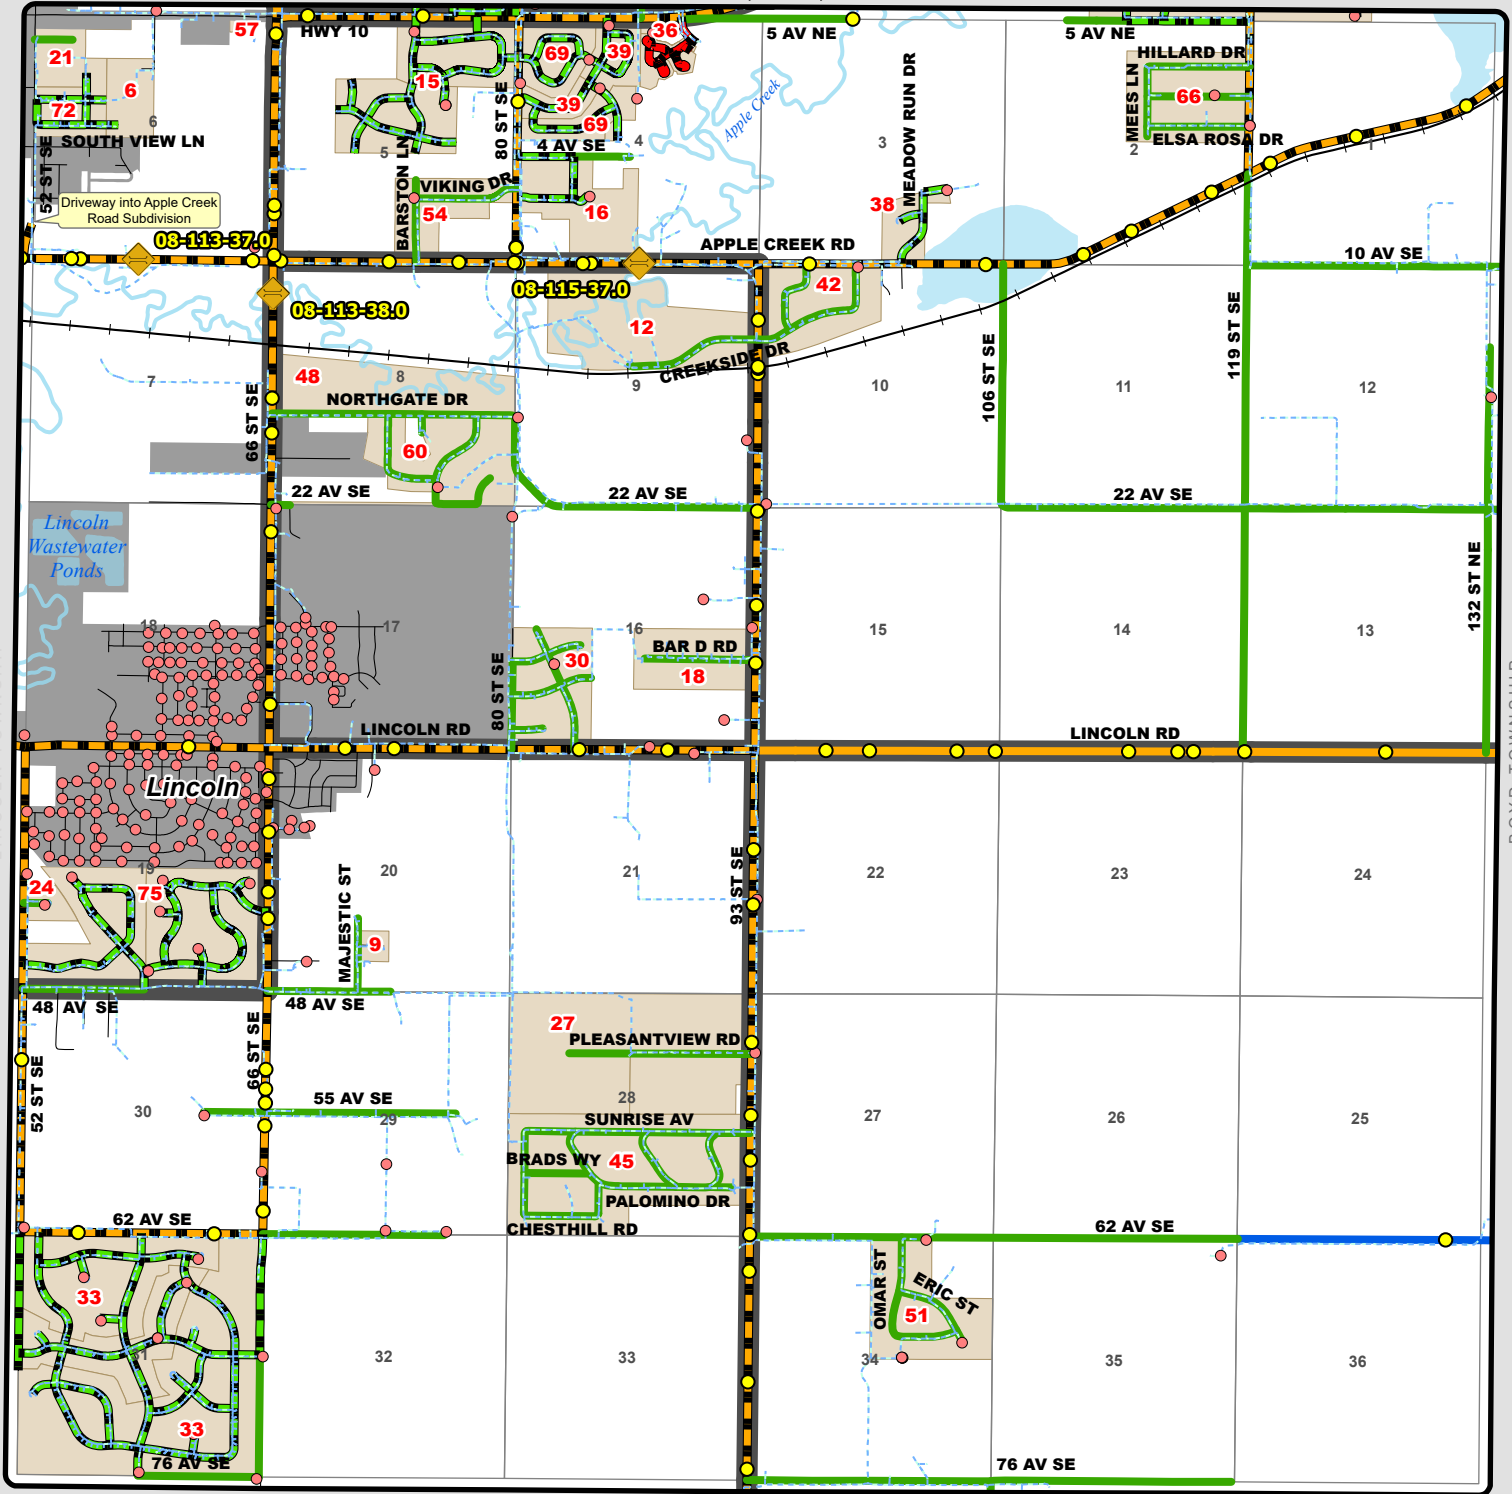 57
HWY 10
36
5 AV NE
5 AV NE
HILLARD DR
21
6
72
6
SOUTH VIEW LN
52 ST SE
Driveway into Apple Creek
Road Subdivision
15
69
39
39
69
80 ST SE
4 AV SE
4
5
BARSTON LN
VIKING DR
54
16
Apple Creek
3
MEADOW RUN DR
38
MEES LN
66
ELSA ROSA DR
2
1
08-113-37.0
APPLE CREEK RD
10 AV SE
08-113-38.0
08-115-37.0
42
12
CREEKSIDE DR
106 ST SE
119 ST SE
7
48
8
9
10
11
12
66 ST SE
NORTHGATE DR
60
22 AV SE
22 AV SE
22 AV SE
Lincoln
Wastewater
Ponds
132 ST NE
18
17
16
15
14
13
BAR D RD
30
18
80 ST SE
LINCOLN RD
LINCOLN RD
Lincoln
19
20
21
22
23
24
24
75
MAJESTIC ST
9
93 ST SE
48 AV SE
48 AV SE
27
PLEASANTVIEW RD
52 ST SE
66 ST SE
30
55 AV SE
29
28
27
26
25
SUNRISE AV
BRADS WY
45
PALOMINO DR
CHESTHILL RD
62 AV SE
62 AV SE
OMAR ST
ERIC ST
51
33
31
32
33
34
35
36
33
76 AV SE
76 AV SE